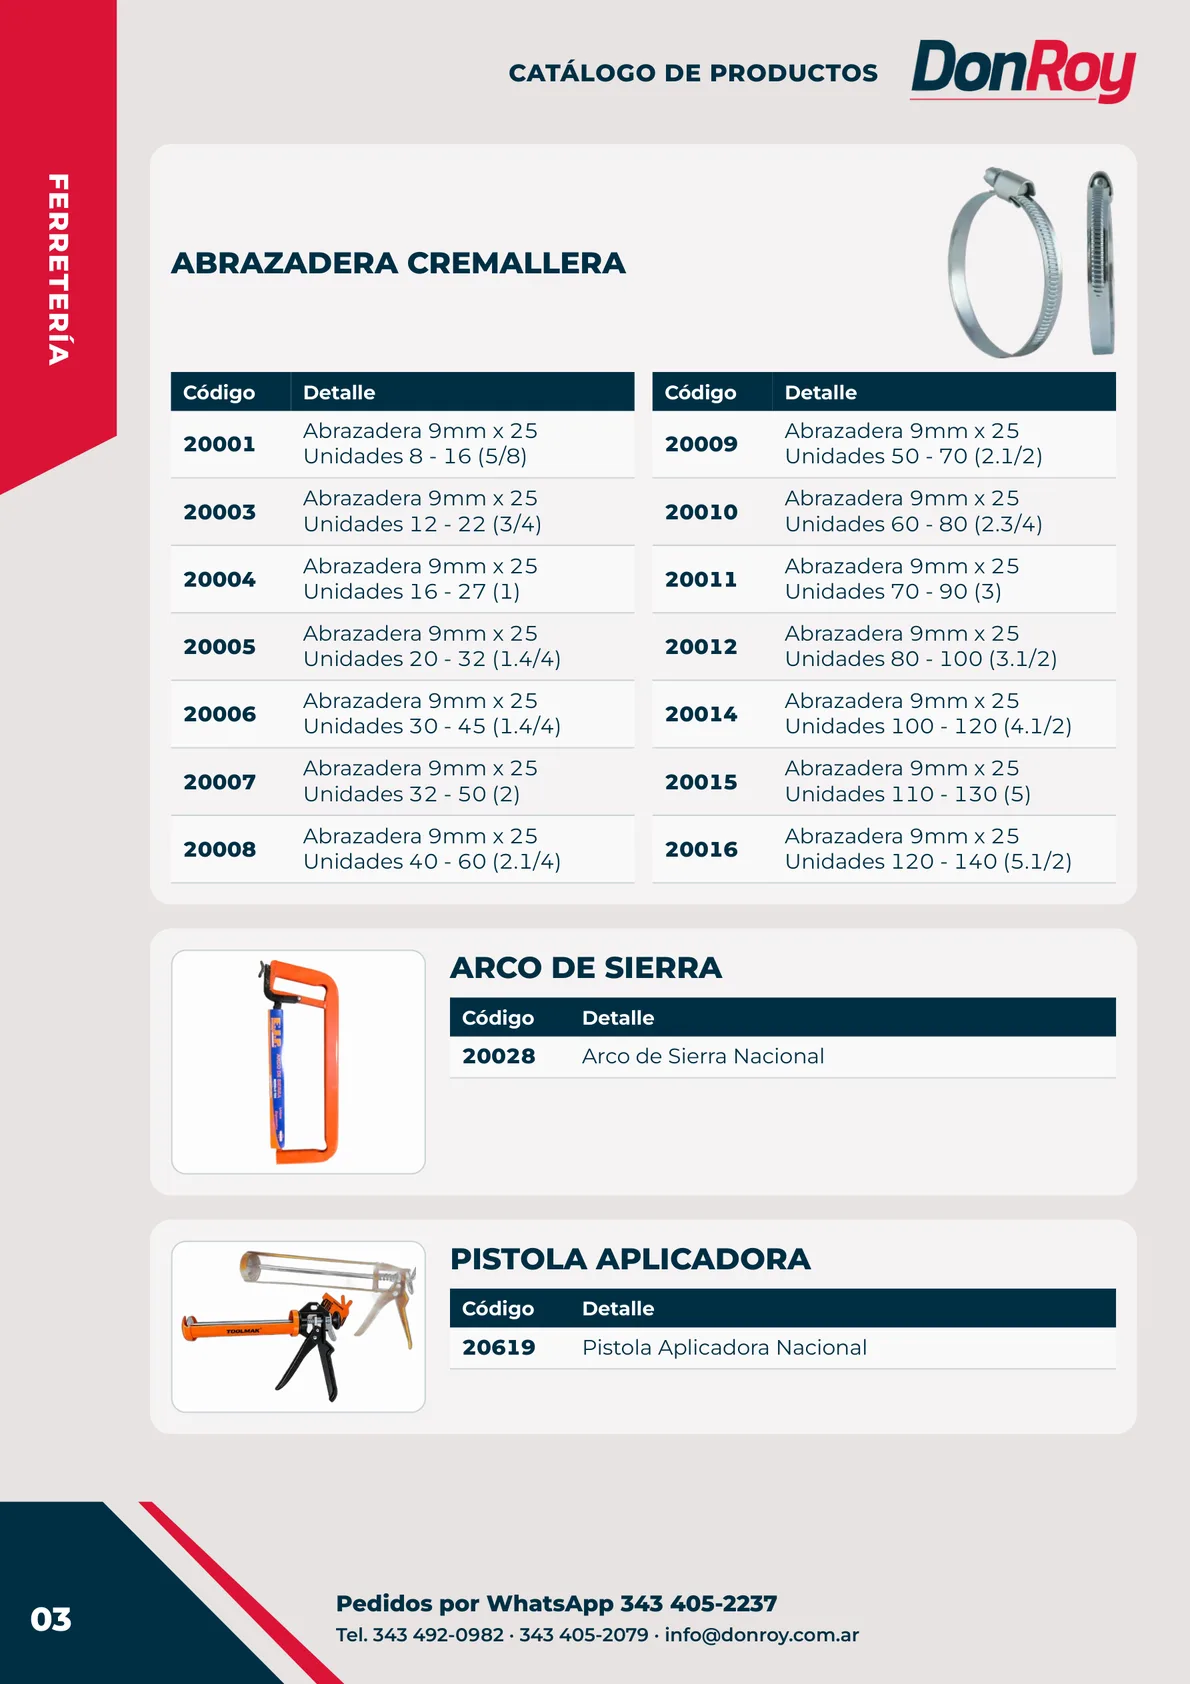 CATÁLOGO DE PRODUCTOS
DonRoy
FERRETERÍA
ABRAZADERA CREMALLERA
Código Detalle
20001 Abrazadera 9mm x 25
Unidades 8 - 16 (5/8)
20003 Abrazadera 9mm x 25
Unidades 12 - 22 (3/4)
20004 Abrazadera 9mm x 25
Unidades 16 - 27 (1)
20005 Abrazadera 9mm x 25
Unidades 20 - 32 (1.4/4)
20006 Abrazadera 9mm x 25
Unidades 30 - 45 (1.4/4)
20007 Abrazadera 9mm x 25
Unidades 32 - 50 (2)
20008 Abrazadera 9mm x 25
Unidades 40 - 60 (2.1/4)
Código Detalle
20009 Abrazadera 9mm x 25
Unidades 50 - 70 (2.1/2)
20010 Abrazadera 9mm x 25
Unidades 60 - 80 (2.3/4)
20011 Abrazadera 9mm x 25
Unidades 70 - 90 (3)
20012 Abrazadera 9mm x 25
Unidades 80 - 100 (3.1/2)
20014 Abrazadera 9mm x 25
Unidades 100 - 120 (4.1/2)
20015 Abrazadera 9mm x 25
Unidades 110 - 130 (5)
20016 Abrazadera 9mm x 25
Unidades 120 - 140 (5.1/2)
ARCO DE SIERRA
Código Detalle
20028 Arco de Sierra Nacional
PISTOLA APLICADORA
TOOLMAK
Código Detalle
20619 Pistola Aplicadora Nacional
03
Pedidos por WhatsApp 343 405-2237
Tel. 343 492-0982 · 343 405-2079 · info@donroy.com.ar